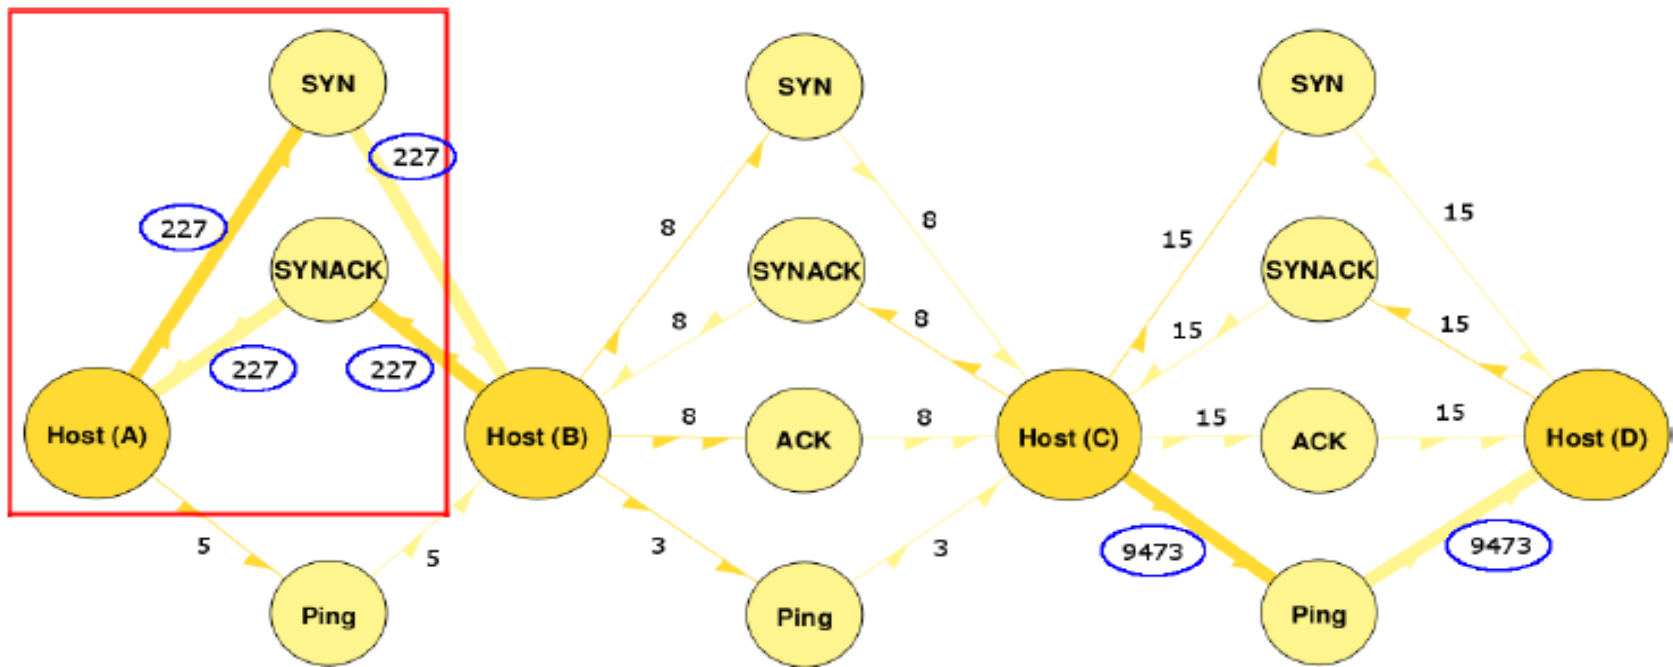 SYN
SYN
SYN
227
227
8
8
15
15
SYNACK
SYNACK
SYNACK
227
227
8
8
15
15
Host (A)
Host (B)
8
ACK
8
Host (C)
15
ACK
15
Host (D)
5
5
3
3
9473
9473
Ping
Ping
Ping